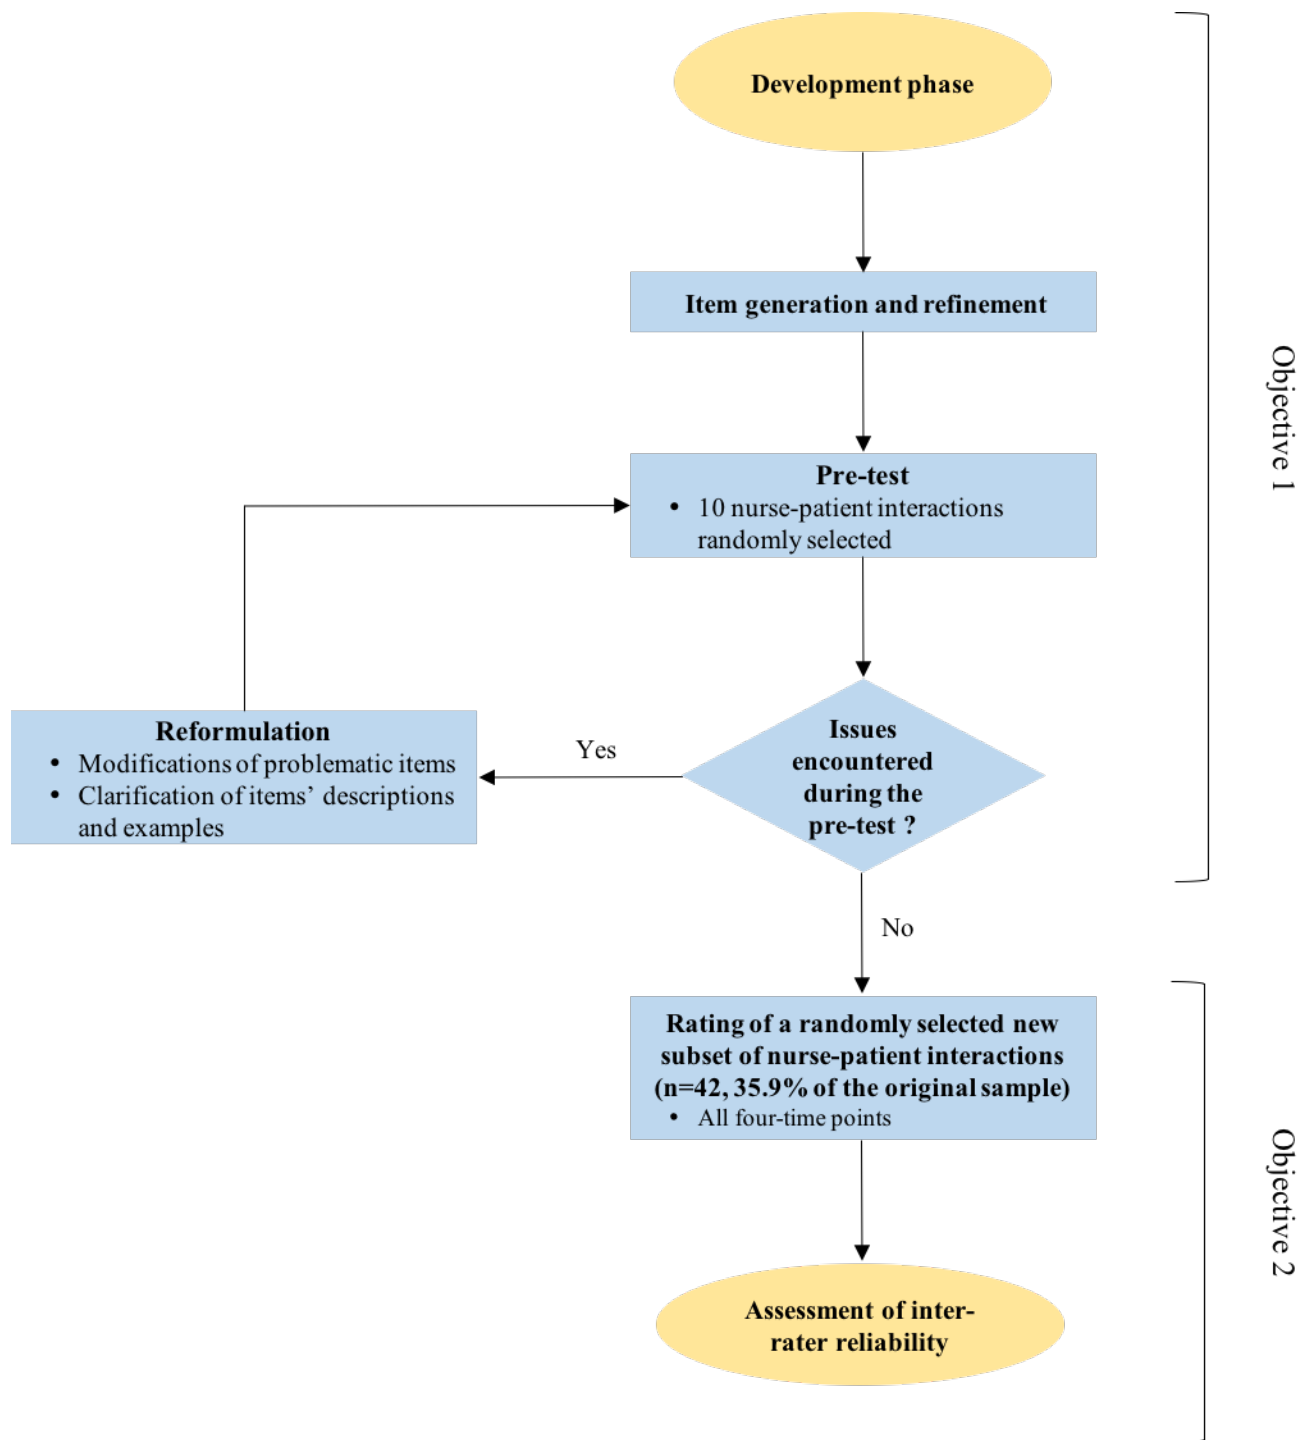 Development phase
Item generation and refinement
Objective 1
Pre-test
• 10 nurse-patient interactions
randomly selected
Reformulation
• Modifications of problematic items
• Clarification of items' descriptions
and examples
Yes
Issues
encountered
during the
pre-test ?
No
Rating of a randomly selected new
subset of nurse-patient interactions
(n=42, 35.9% of the original sample)
• All four-time points
Objective 2
Assessment of inter-
rater reliability